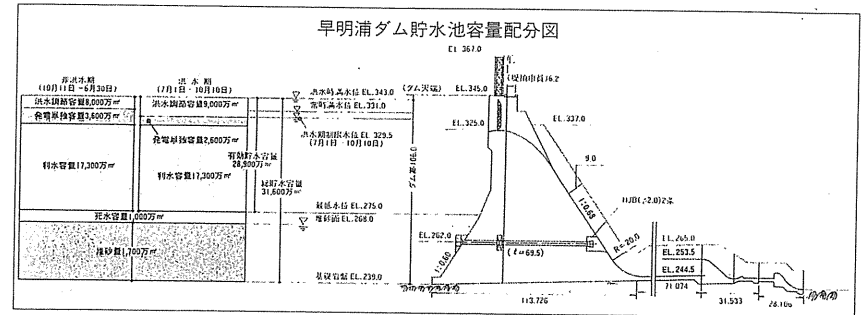 早明浦ダム貯水池容量配分図
EL 367.0
非洪水期
(10月11日~6月30日)
洪水期
(7月1日-10月10日)
洪水調節容量8,000万㎥
洪水調節容量9,000万㎥
発電単独容量3,600万㎥
発電単独容量2,600万㎥
利水容量17,300万㎥
利水容量17,300万㎥
有効貯水容量
28,900万㎥
総貯水容量
31,600万㎥
死水容量1,000万㎥
堆砂量1,700万㎥
洪水時満水位 EL.343.0
常時満水位 EL.331.0
洪水期制限水位 EL.329.5
(7月1日-10月10日)
最低水位 EL.275.0
堆砂面 EL.268.0
基礎岩盤 EL.239.0
(ダム天端)
EL.345.0
ダム高106.0
EL.325.0
EL.337.0
9.0
1:0.68
R=20.0
EL.262.0
1:0.60
(ℓ=69.5)
EL.265.0
EL.253.5
EL.244.5
113.726
71.074
31.533
28.106